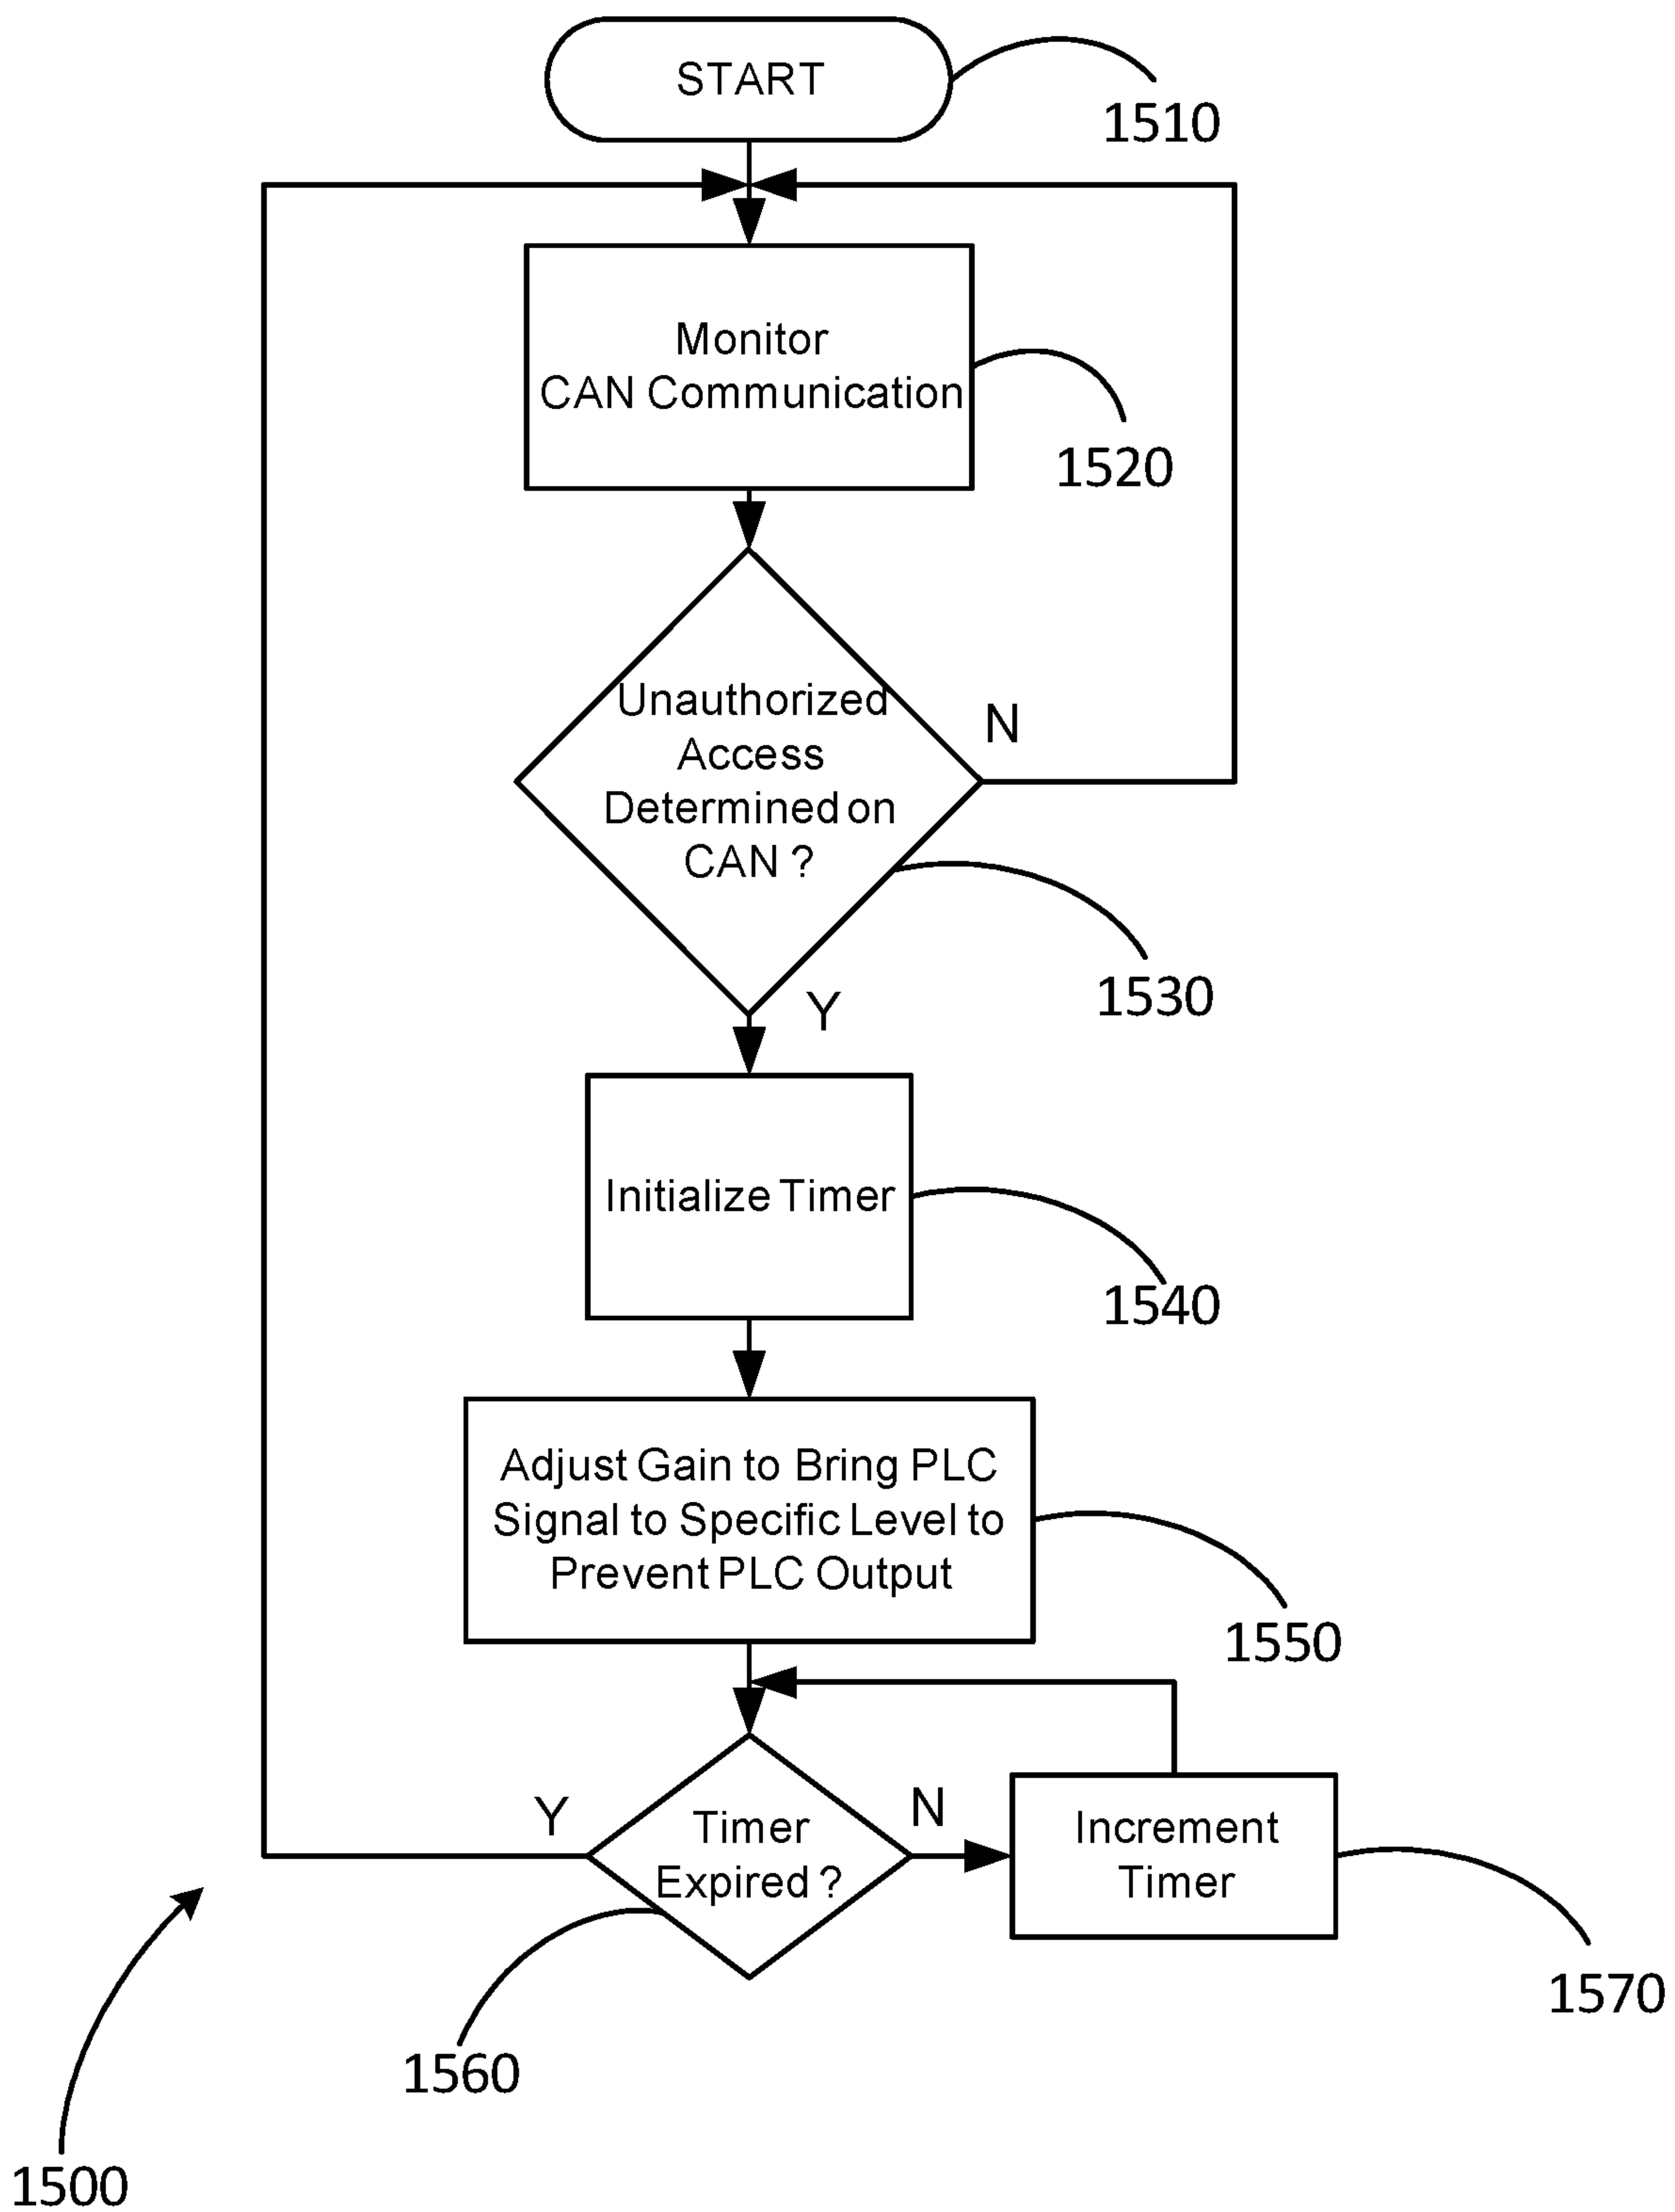 START
1510
Monitor
CAN Communication
1520
Unauthorized
Access
Determined on
CAN ?
N
1530
Y
Initialize Timer
1540
Adjust Gain to Bring PLC
Signal to Specific Level to
Prevent PLC Output
1550
Y
Timer
Expired ?
N
Increment
Timer
1560
1570
1500